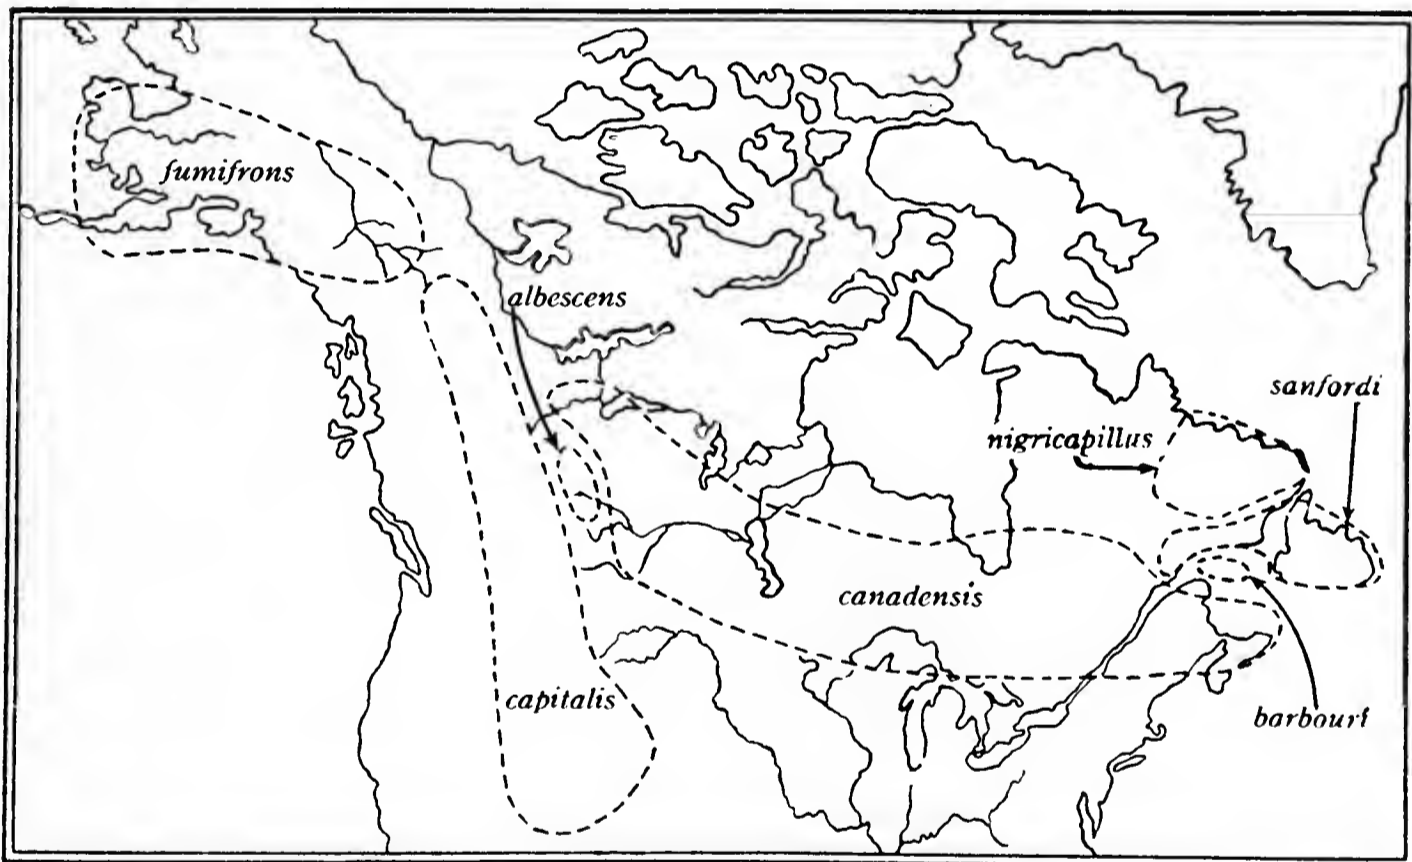 fumifrons
albescens
sanfordi
nigricapillus
canadensis
capitalis
barbouri